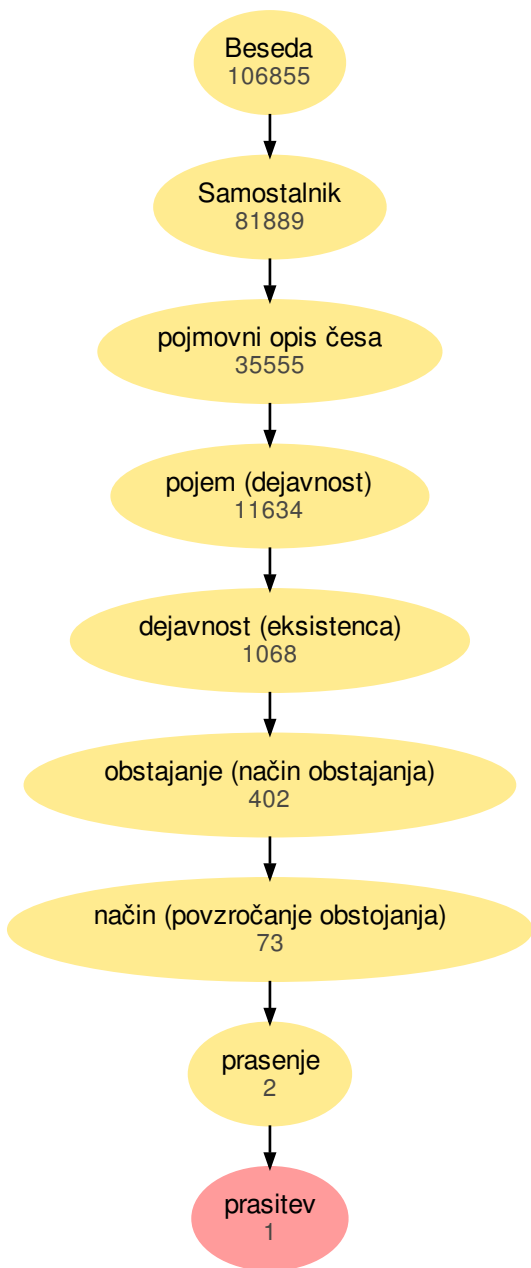 Beseda
106855
Samostalnik
81889
pojmovni opis česa
35555
pojem (dejavnost)
11634
dejavnost (eksistenca)
1068
obstajanje (način obstajanja)
402
način (povzročanje obstojanja)
73
prasenje
2
prasitev
1